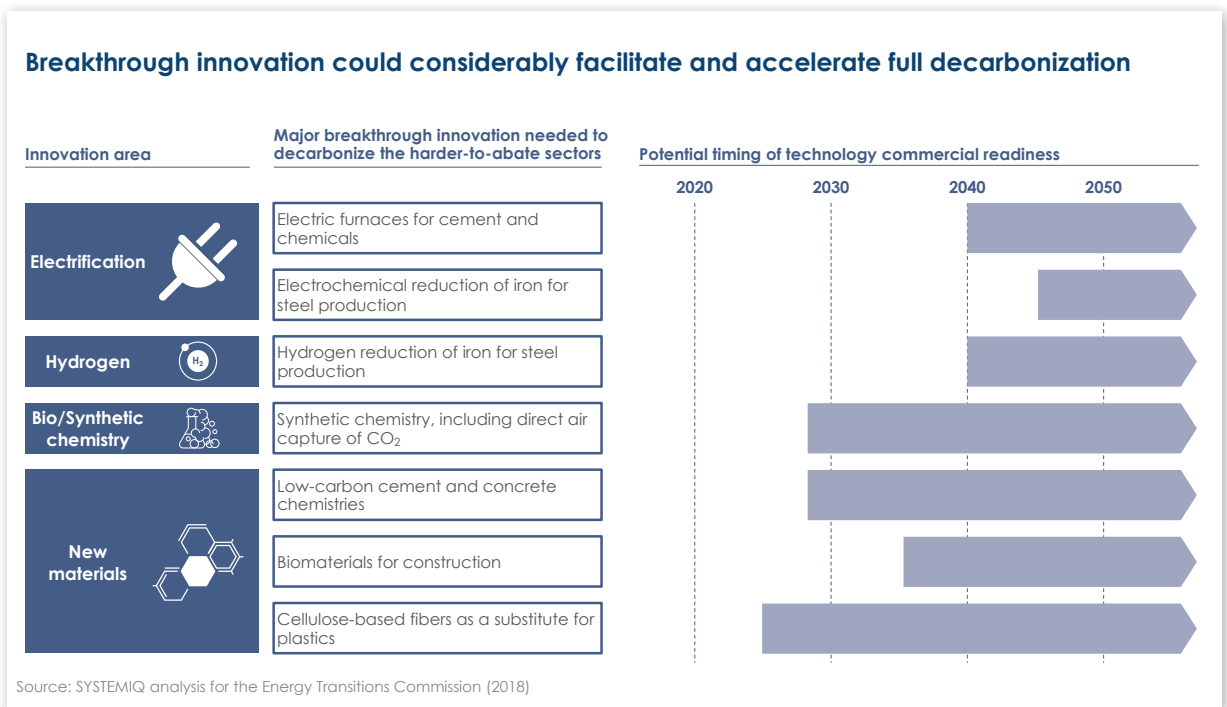 Breakthrough innovation could considerably facilitate and accelerate full decarbonization
Innovation area
Major breakthrough innovation needed to
decarbonize the harder-to-abate sectors
Potential timing of technology commercial readiness
2020 2030 2040 2050
Electrification
Electric furnaces for cement and
chemicals
Electrochemical reduction of iron for
steel production
Hydrogen
H₂
Hydrogen reduction of iron for steel
production
Bio/Synthetic
chemistry
Synthetic chemistry, including direct air
capture of CO₂
New
materials
Low-carbon cement and concrete
chemistries
Biomaterials for construction
Cellulose-based fibers as a substitute for
plastics
Source: SYSTEMIQ analysis for the Energy Transitions Commission (2018)